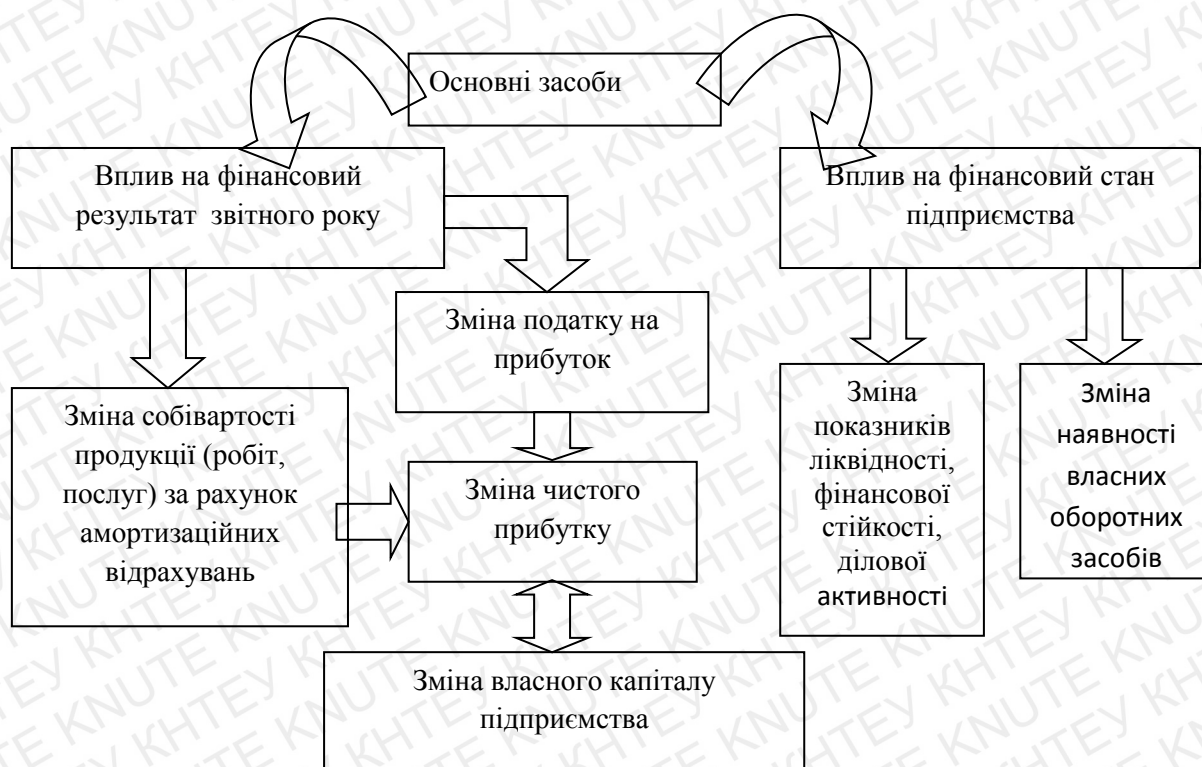 Основні засоби
Вплив на фінансовий
результат звітного року
Вплив на фінансовий стан
підприємства
Зміна податку на
прибуток
Зміна собівартості
продукції (робіт,
послуг) за рахунок
амортизаційних
відрахувань
Зміна чистого
прибутку
Зміна
показників
ліквідності,
фінансової
стійкості,
ділової
активності
Зміна
наявності
власних
оборотних
засобів
Зміна власного капіталу
підприємства